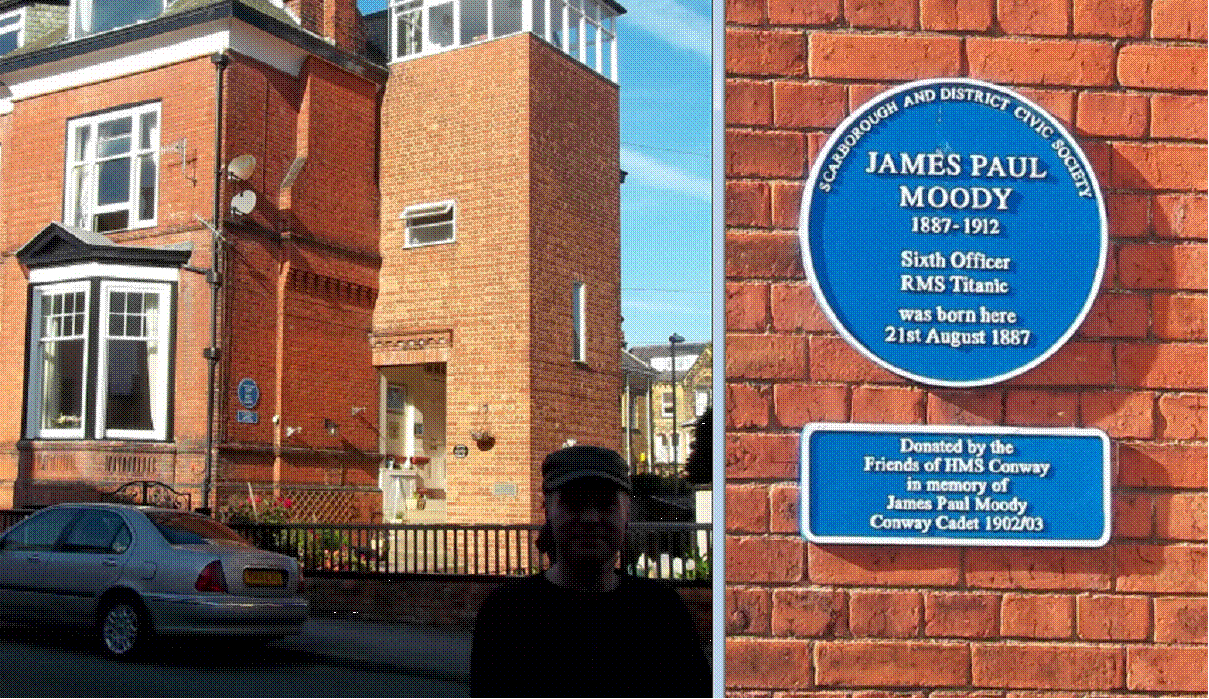 SCARBOROUGH AND DISTRICT CIVIC SOCIETY
JAMES PAUL
MOODY
1887-1912
Sixth Officer
RMS Titanic
was born here
21st August 1887
Donated by the
Friends of HMS Conway
in memory of
James Paul Moody
Conway Cadet 1902/03